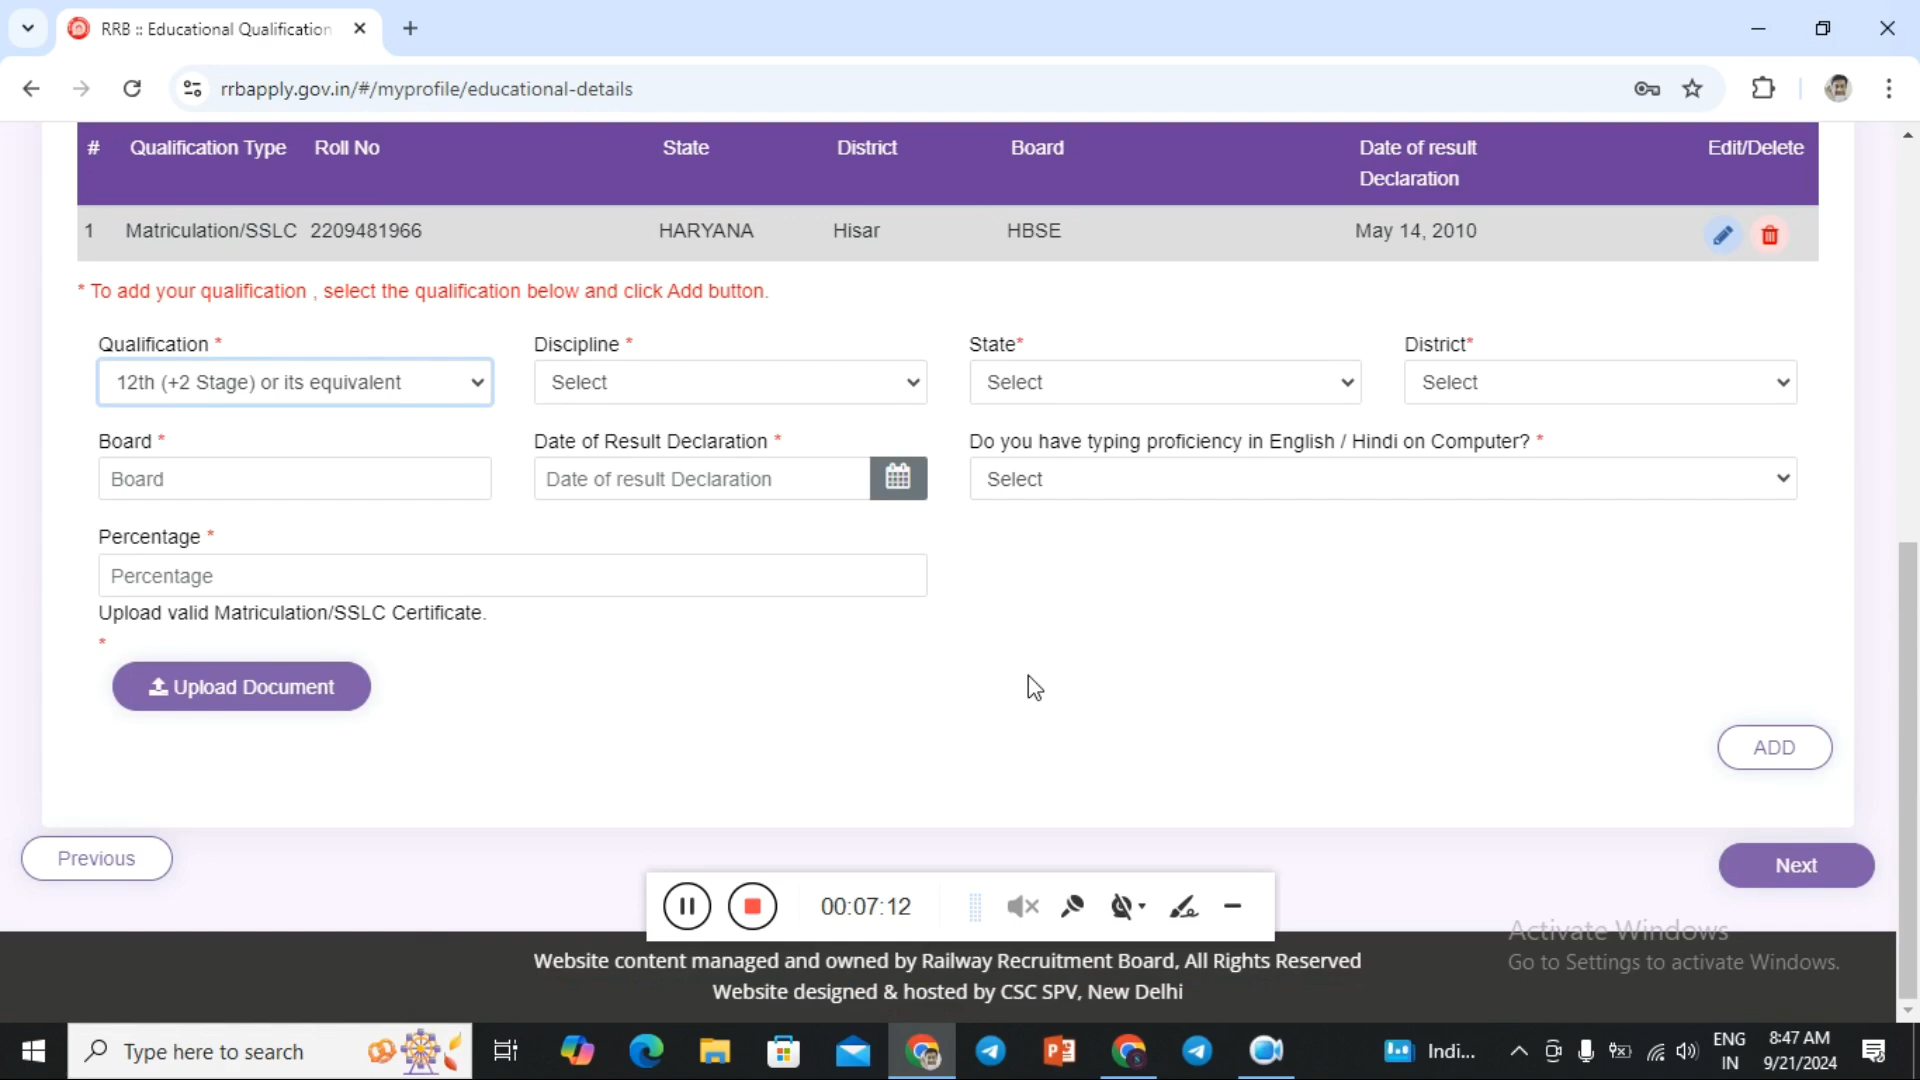 RRB :: Educational Qualification
rrbapply.gov.in/#/myprofile/educational-details
# Qualification Type Roll No State District Board Date of result Declaration Edit/Delete
1 Matriculation/SSLC 2209481966 HARYANA Hisar HBSE May 14, 2010
* To add your qualification , select the qualification below and click Add button.
Qualification * Discipline * State* District*
12th (+2 Stage) or its equivalent Select Select Select
Board * Date of Result Declaration * Do you have typing proficiency in English / Hindi on Computer? *
Board Date of result Declaration Select
Percentage *
Percentage
Upload valid Matriculation/SSLC Certificate.
*
Upload Document
ADD
Previous
Next
00:07:12
Activate Windows
Go to Settings to activate Windows.
Website content managed and owned by Railway Recruitment Board, All Rights Reserved
Website designed & hosted by CSC SPV, New Delhi
Type here to search
Indi...
ENG
IN
8:47 AM
9/21/2024